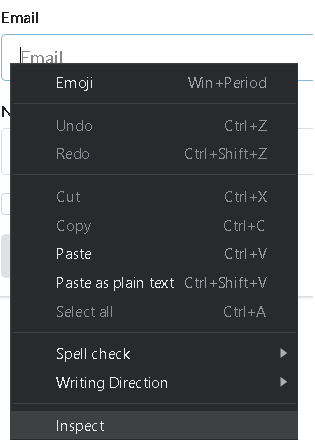 Email
Email
Emoji Win+Period
Undo Ctrl+Z
Redo Ctrl+Shift+Z
Cut Ctrl+X
Copy Ctrl+C
Paste Ctrl+V
Paste as plain text Ctrl+Shift+V
Select all Ctrl+A
Spell check
Writing Direction
Inspect